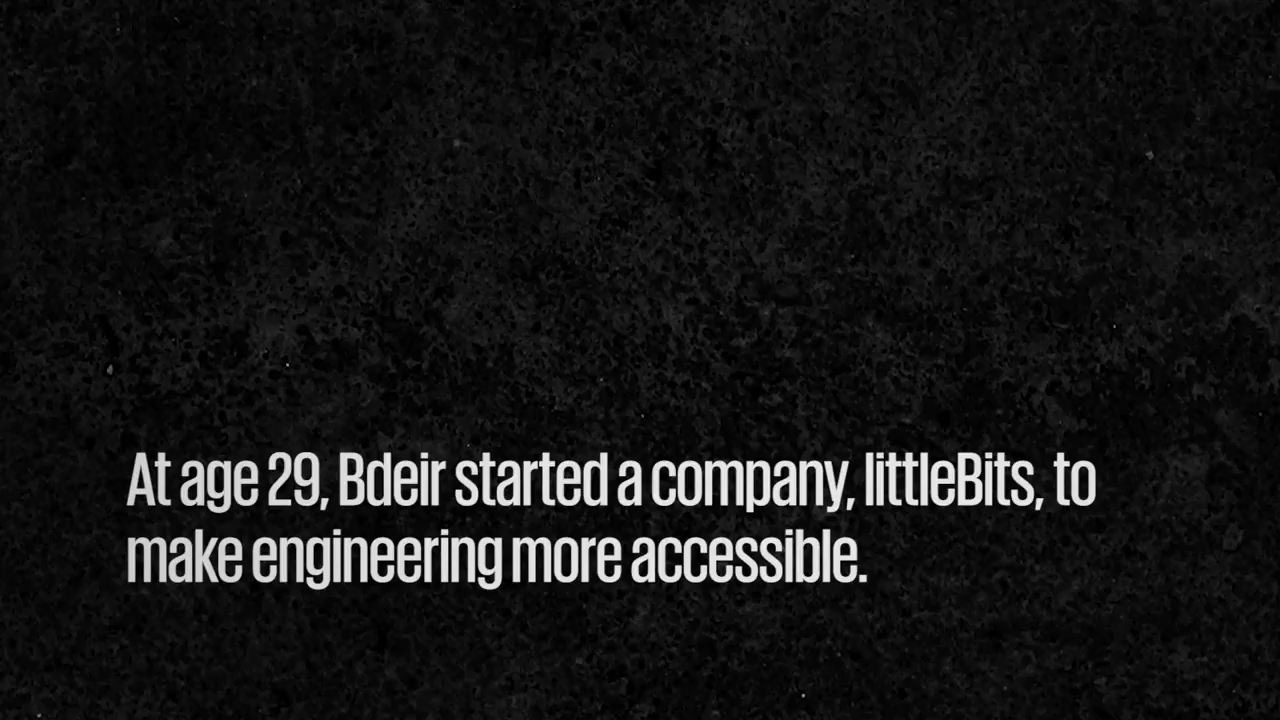 At age 29, Bdeir started a company, littleBits, to
make engineering more accessible.